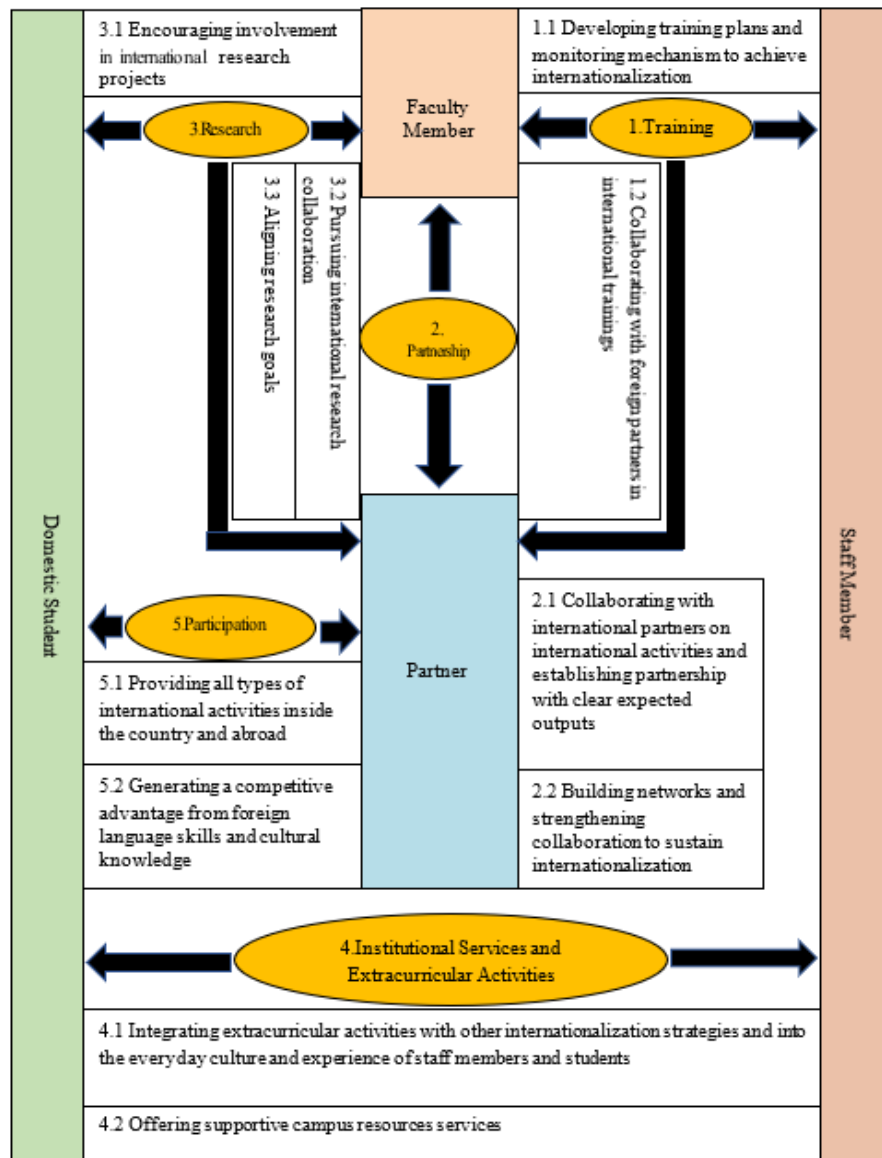 3.1 Encouraging involvement
in international research
projects
1.1 Developing training plans and
monitoring mechanism to achieve
internationalization
Faculty
Member
3.Research
1.Training
3.2 Pursuing international research
collaboration
3.3 Aligning research goals
1.2 Collaborating with foreign partners in
international trainings
2.
Partnership
Domestic Student
Staff Member
5.Participation
Partner
2.1 Collaborating with
international partners on
international activities and
establishing partnership
with clear expected
outputs
5.1 Providing all types of
international activities inside
the country and abroad
5.2 Generating a competitive
advantage from foreign
language skills and cultural
knowledge
2.2 Building networks and
strengthening
collaboration to sustain
internationalization
4.Institutional Services and
Extracurricular Activities
4.1 Integrating extracurricular activities with other internationalization strategies and into
the everyday culture and experience of staff members and students
4.2 Offering supportive campus resources services